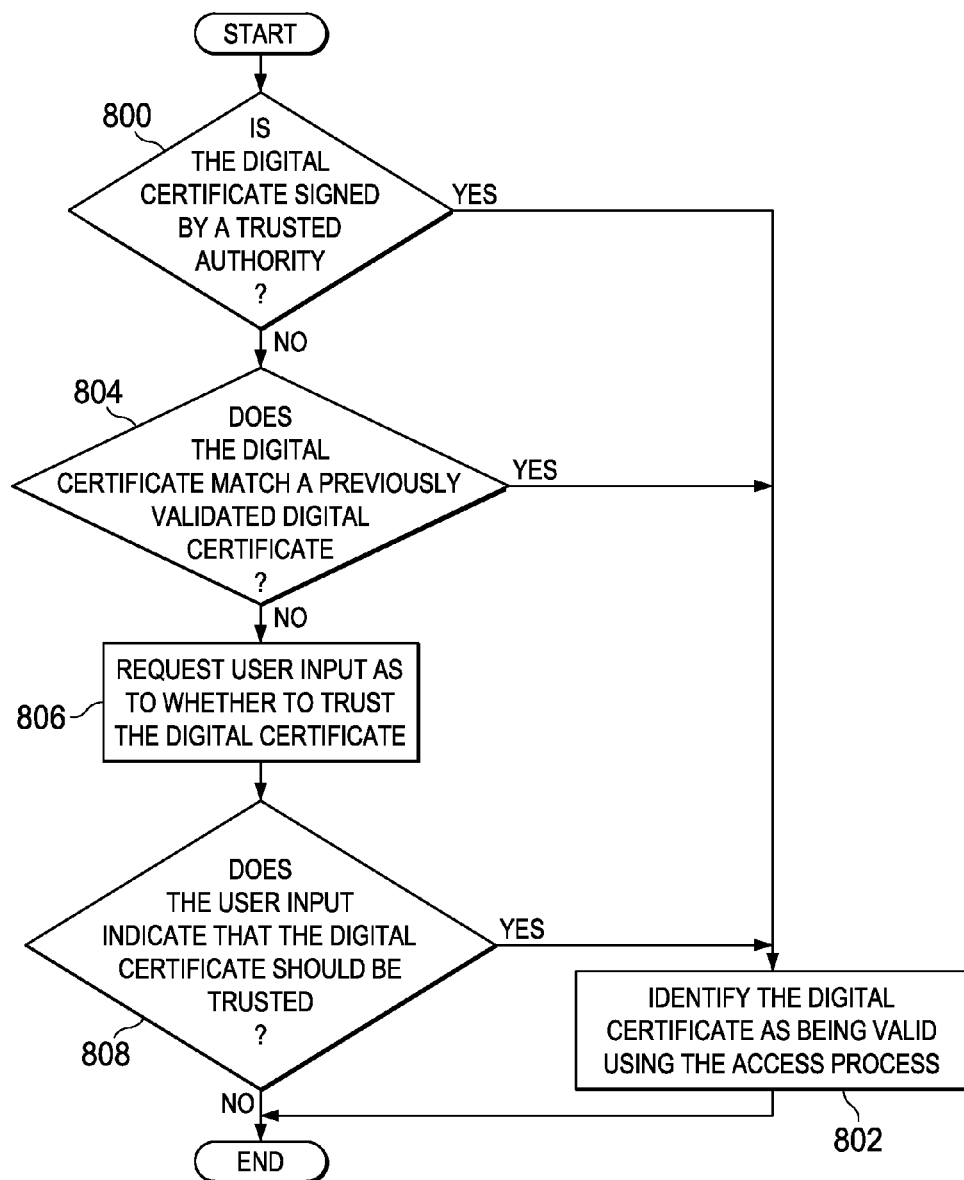 START
800
IS
THE DIGITAL
CERTIFICATE SIGNED
BY A TRUSTED
AUTHORITY
?
YES
NO
804
DOES
THE DIGITAL
CERTIFICATE MATCH A PREVIOUSLY
VALIDATED DIGITAL
CERTIFICATE
?
YES
NO
806
REQUEST USER INPUT AS
TO WHETHER TO TRUST
THE DIGITAL CERTIFICATE
DOES
THE USER INPUT
INDICATE THAT THE DIGITAL
CERTIFICATE SHOULD BE
TRUSTED
?
YES
808
NO
IDENTIFY THE DIGITAL
CERTIFICATE AS BEING VALID
USING THE ACCESS PROCESS
802
END